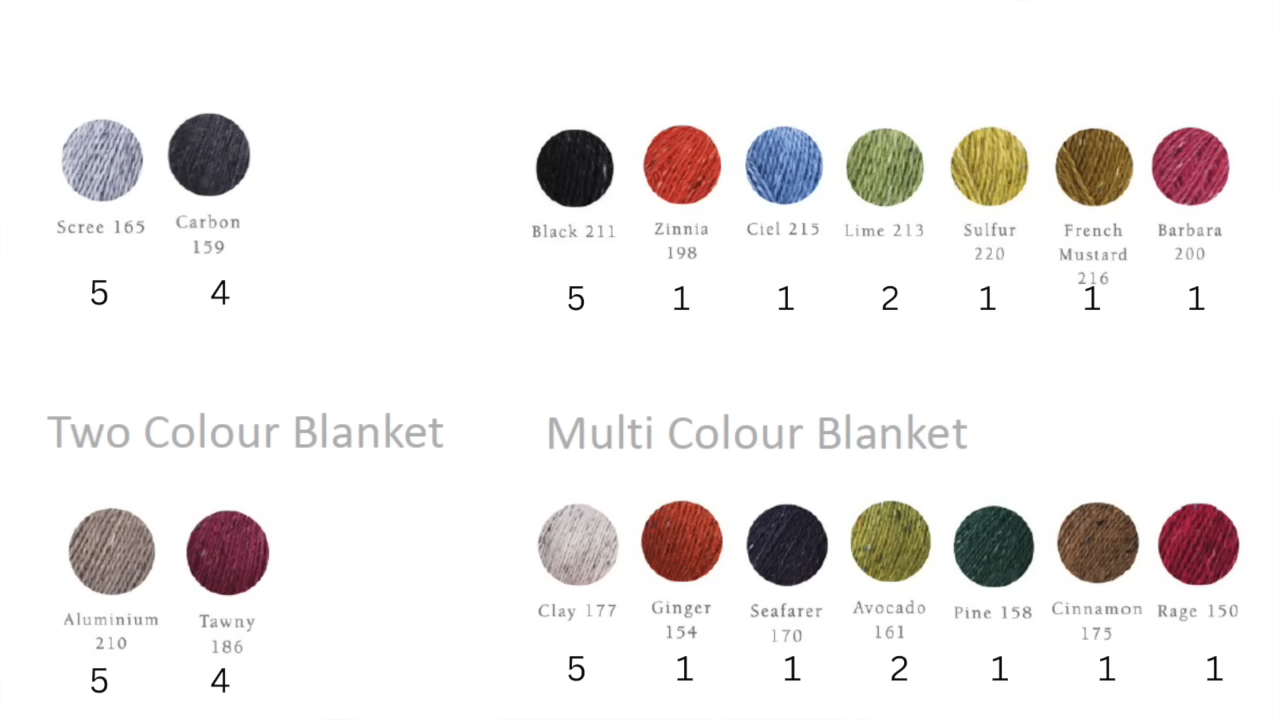 Scree 165
Carbon
159
5 4
Black 211
Zinnia
198
Ciel 215
Lime 213
Sulfur
220
French
Mustard
216
Barbara
200
5 1 1 2 1 1 1
Two Colour Blanket
Multi Colour Blanket
Aluminium
210
Tawny
186
5 4
Clay 177
Ginger
154
Seafarer
170
Avocado
161
Pine 158
Cinnamon
175
Rage 150
5 1 1 2 1 1 1